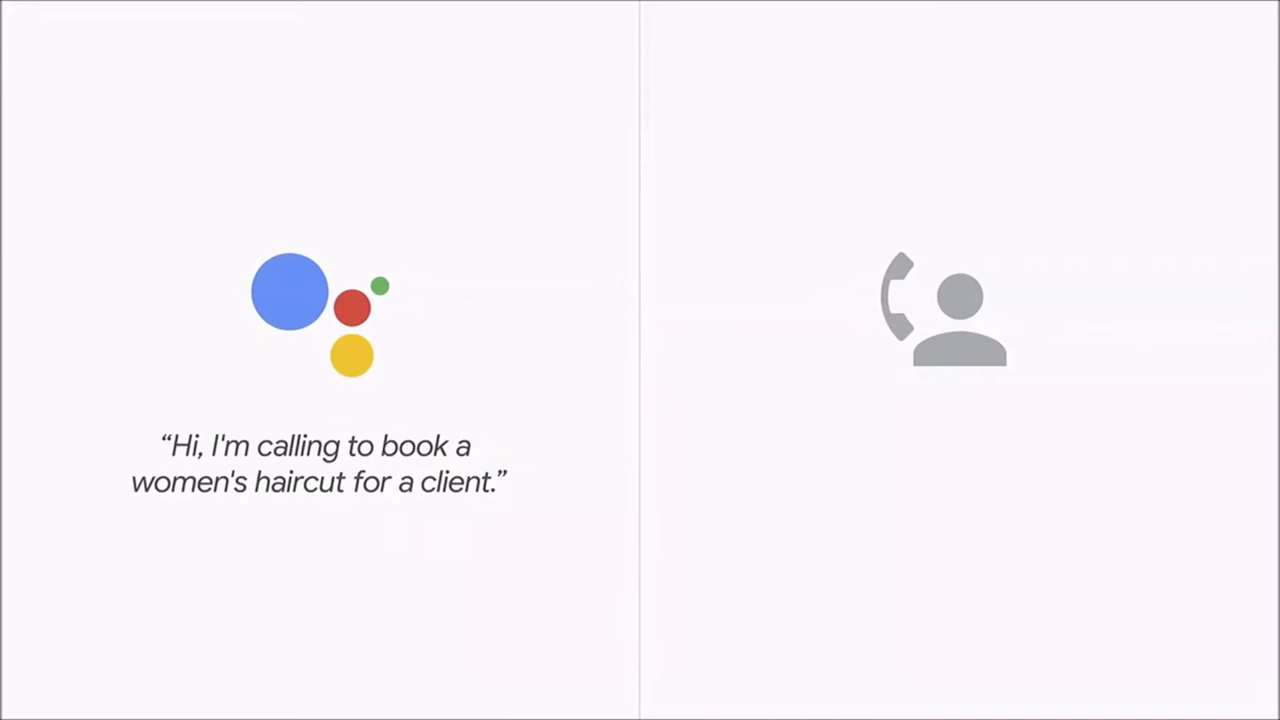 “Hi, I'm calling to book a
women's haircut for a client.”